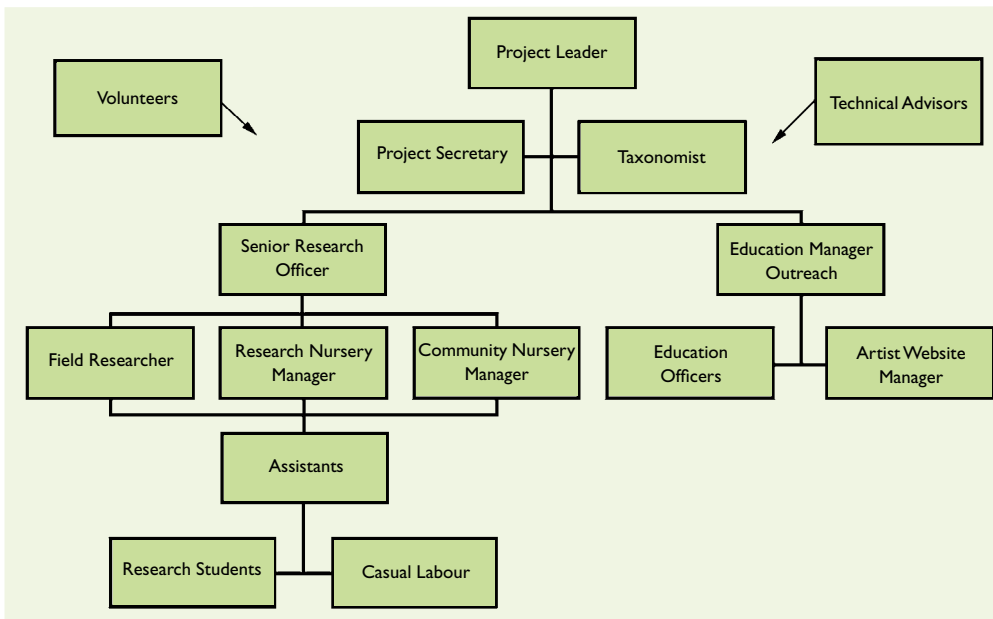 Project Leader
Volunteers
Technical Advisors
Project Secretary
Taxonomist
Senior Research
Officer
Education Manager
Outreach
Field Researcher
Research Nursery
Manager
Community Nursery
Manager
Education
Officers
Artist Website
Manager
Assistants
Research Students
Casual Labour